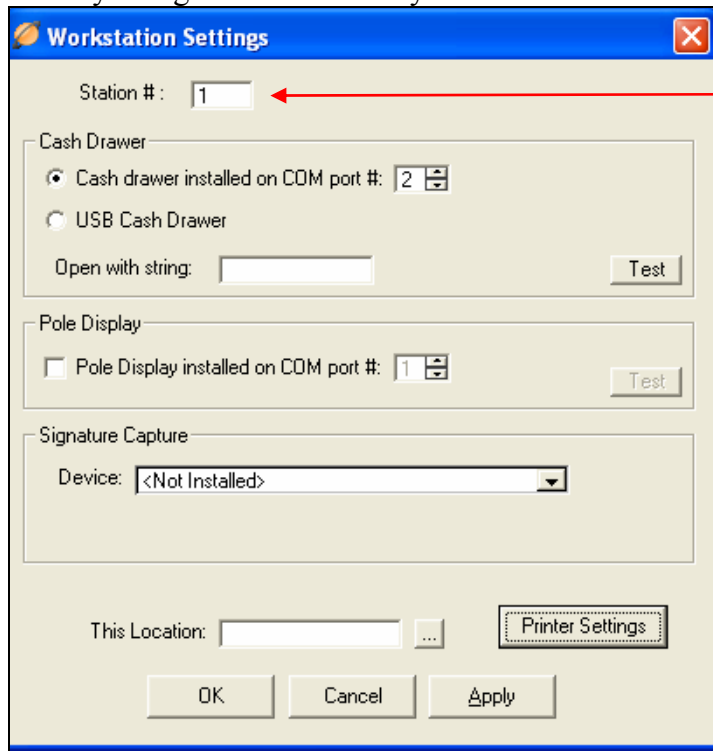 Workstation Settings
Station # : 1
Cash Drawer
Cash drawer installed on COM port #: 2
USB Cash Drawer
Open with string:
Test
Pole Display
Pole Display installed on COM port #: 1
Test
Signature Capture
Device: <Not Installed>
This Location: ... Printer Settings
OK Cancel Apply